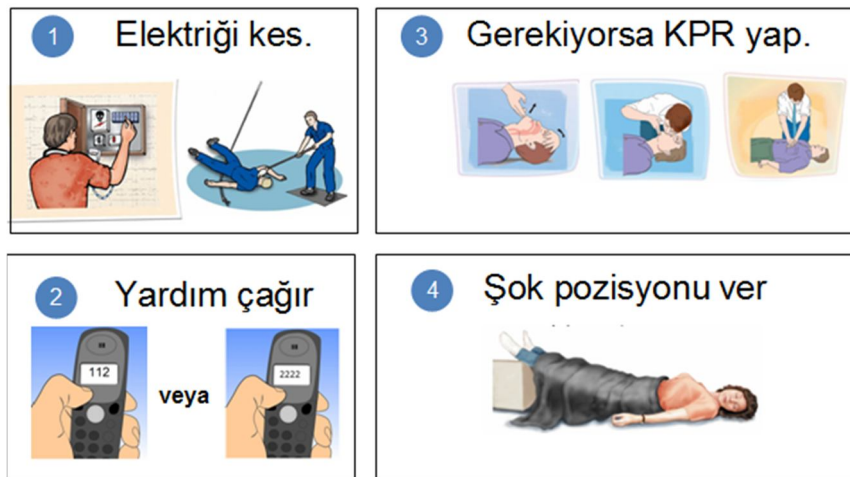 1 Elektriği kes.
2 Yardım çağır
112
veya
2222
3 Gerekiyorsa KPR yap.
4 Şok pozisyonu ver